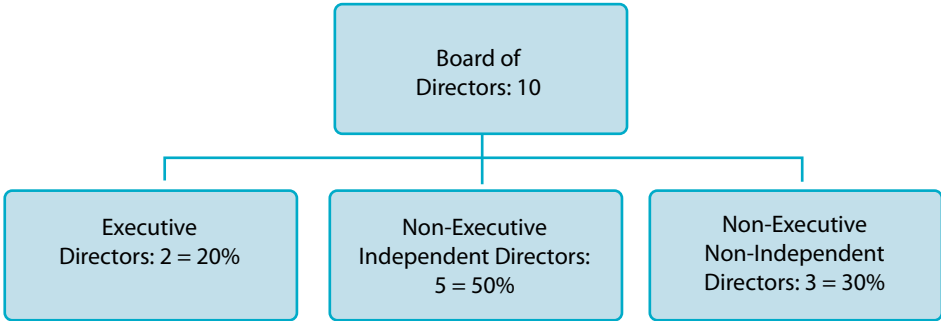 Board of
Directors: 10
Executive
Directors: 2 = 20%
Non-Executive
Independent Directors:
5 = 50%
Non-Executive
Non-Independent
Directors: 3 = 30%